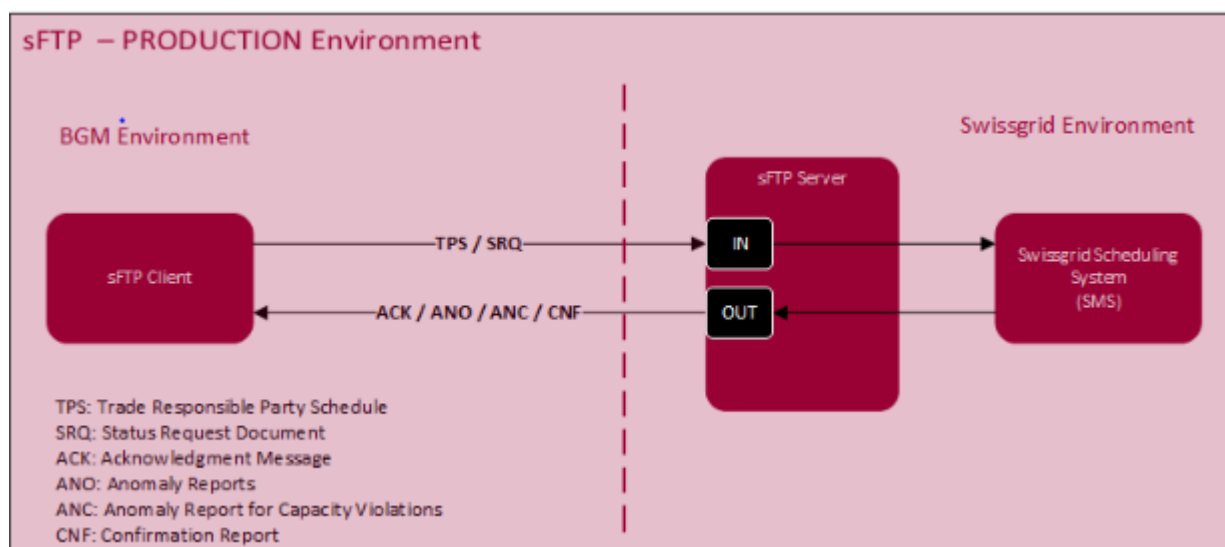 sFTP – PRODUCTION Environment
BGM Environment
Swissgrid Environment
sFTP Server
sFTP Client
TPS / SRQ
IN
Swissgrid Scheduling
System
(SMS)
ACK / ANO / ANC / CNF
OUT
TPS: Trade Responsible Party Schedule
SRQ: Status Request Document
ACK: Acknowledgment Message
ANO: Anomaly Reports
ANC: Anomaly Report for Capacity Violations
CNF: Confirmation Report